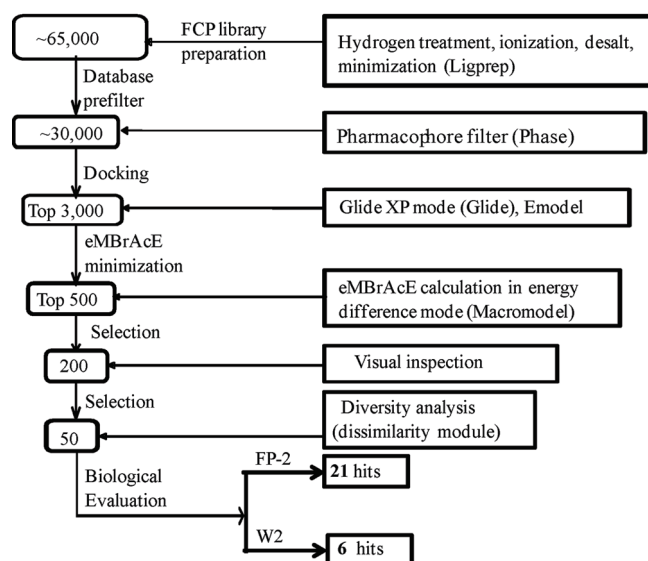 ~65,000
FCP library
preparation
Hydrogen treatment, ionization, desalt,
minimization (Ligprep)
Database
prefilter
~30,000
Pharmacophore filter (Phase)
Docking
Top 3,000
Glide XP mode (Glide), Emodel
eMBrAcE
minimization
Top 500
eMBrAcE calculation in energy
difference mode (Macromodel)
Selection
200
Visual inspection
Selection
50
Diversity analysis
(dissimilarity module)
Biological
Evaluation
FP-2
21 hits
W2
6 hits